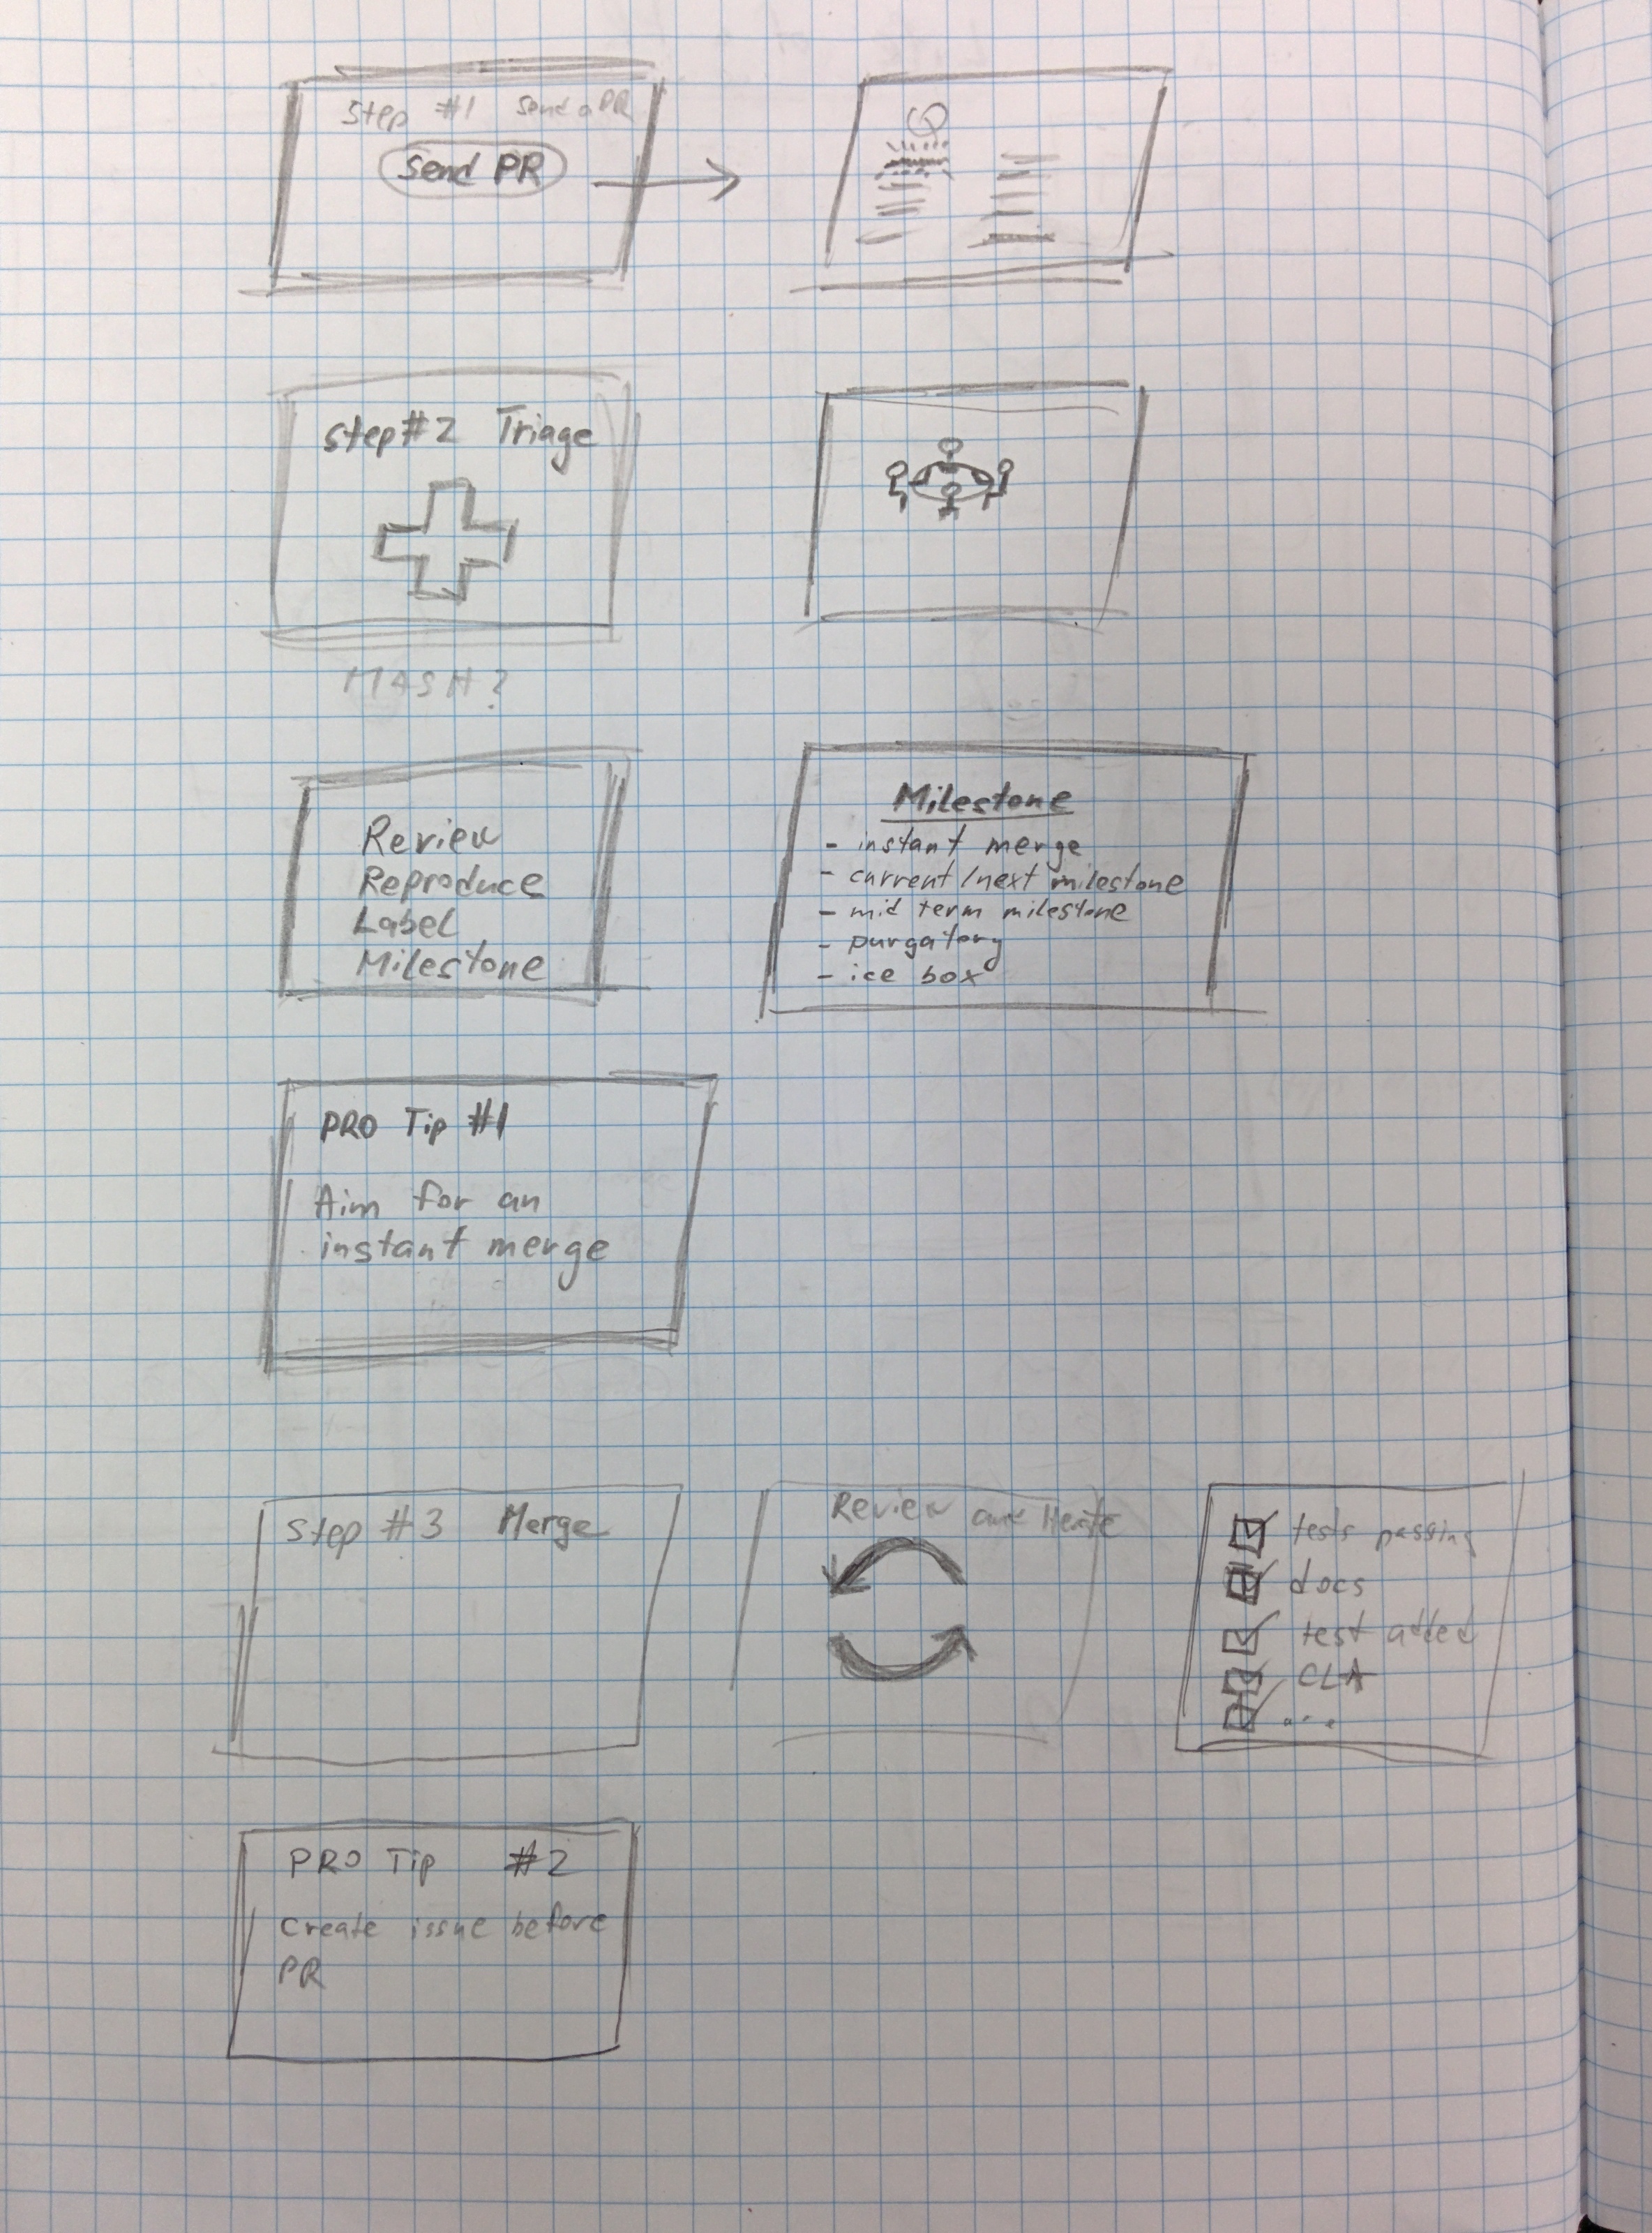 Step #1 Send a PR
Send PR
Step #2 Triage
MASH?
Review
Reproduce
Label
Milestone
Milestone
- instant merge
- current/next milestone
- mid term milestone
- purgatory
- ice box
PRO Tip #1
Aim for an
instant merge
Step #3 Merge
Review and
tests passing
docs
test added
CLA
...
PRO Tip #2
Create issue before
PR